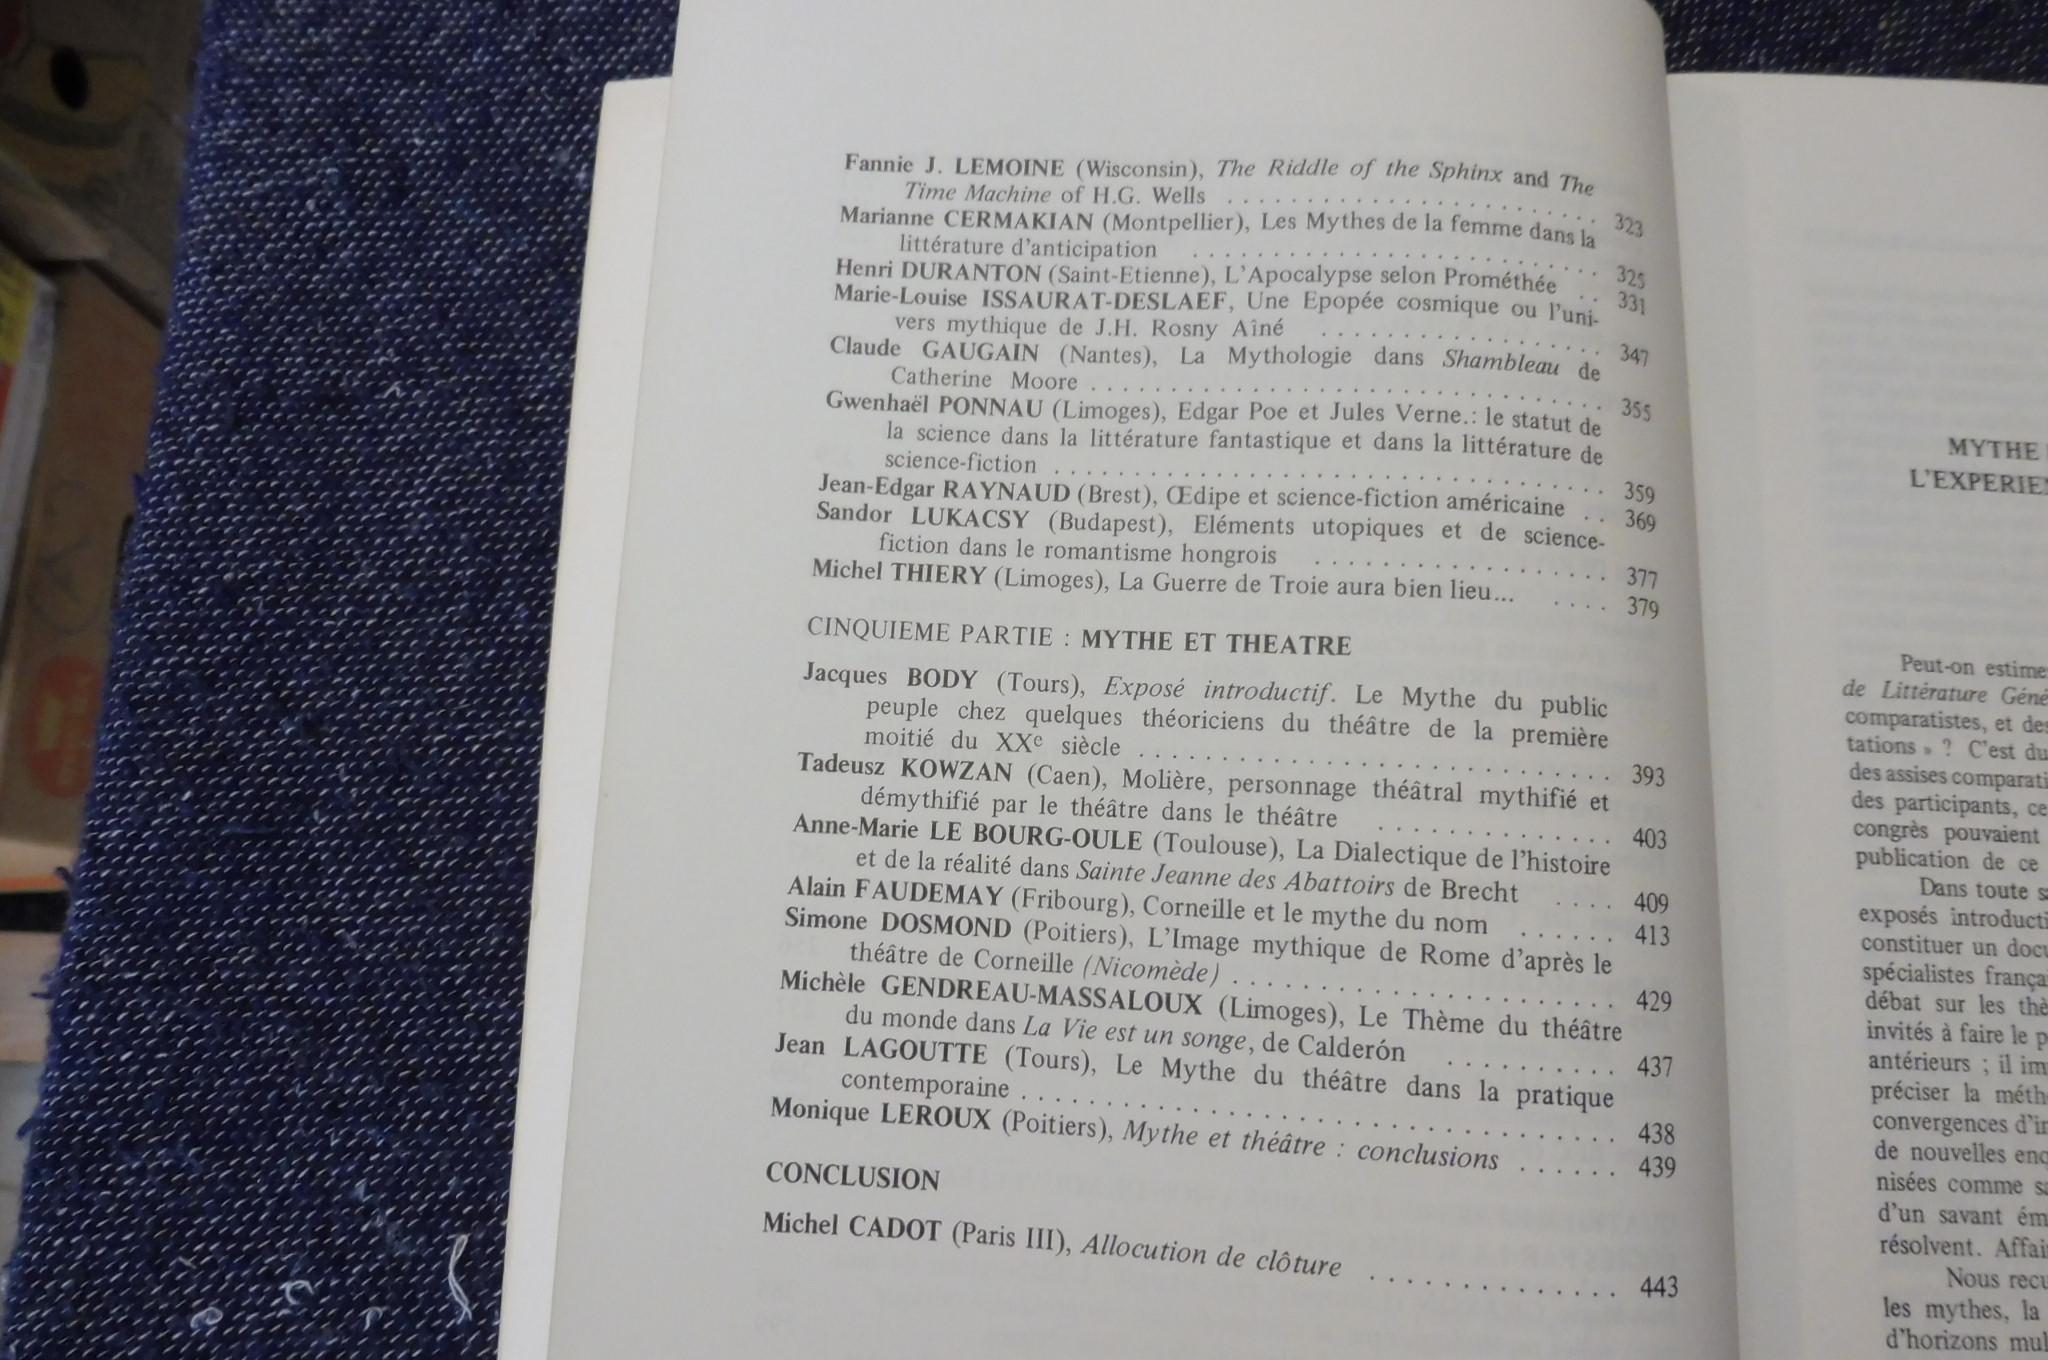 Fannie J. LEMOINE (Wisconsin), The Riddle of the Sphinx and The
Time Machine of H.G. Wells . . . . . . . . . . . . . . . . . . . . . . . . 323
Marianne CERMAKIAN (Montpellier), Les Mythes de la femme dans la
littérature d'anticipation . . . . . . . . . . . . . . . . . . . . . . . . . . 325
Henri DURANTON (Saint-Etienne), L'Apocalypse selon Prométhée . . 331
Marie-Louise ISSAURAT-DESLAEF, Une Epopée cosmique ou l'uni-
vers mythique de J.H. Rosny Aîné . . . . . . . . . . . . . . . . . . 347
Claude GAUGAIN (Nantes), La Mythologie dans Shambleau de
Catherine Moore . . . . . . . . . . . . . . . . . . . . . . . . . . . . . . . . . 355
Gwenhaël PONNAU (Limoges), Edgar Poe et Jules Verne.: le statut de
la science dans la littérature fantastique et dans la littérature de
science-fiction . . . . . . . . . . . . . . . . . . . . . . . . . . . . . . . . . . . 359
Jean-Edgar RAYNAUD (Brest), Œdipe et science-fiction américaine . . 369
Sandor LUKACSY (Budapest), Eléments utopiques et de science-
fiction dans le romantisme hongrois . . . . . . . . . . . . . . . . . . 377
Michel THIERY (Limoges), La Guerre de Troie aura bien lieu... . . . . 379
CINQUIEME PARTIE : MYTHE ET THEATRE
Jacques BODY (Tours), Exposé introductif. Le Mythe du public
peuple chez quelques théoriciens du théâtre de la première
moitié du XXe siècle . . . . . . . . . . . . . . . . . . . . . . . . . . . . . 393
Tadeusz KOWZAN (Caen), Molière, personnage théâtral mythifié et
démythifié par le théâtre dans le théâtre . . . . . . . . . . . . . . 403
Anne-Marie LE BOURG-OULE (Toulouse), La Dialectique de l'histoire
et de la réalité dans Sainte Jeanne des Abattoirs de Brecht . . . . 409
Alain FAUDEMAY (Fribourg), Corneille et le mythe du nom . . . . . . 413
Simone DOSMOND (Poitiers), L'Image mythique de Rome d'après le
théâtre de Corneille (Nicomède) . . . . . . . . . . . . . . . . . . . . . . 429
Michèle GENDREAU-MASSALOUX (Limoges), Le Thème du théâtre
du monde dans La Vie est un songe, de Calderón . . . . . . . . . . 437
Jean LAGOUTTE (Tours), Le Mythe du théâtre dans la pratique
contemporaine . . . . . . . . . . . . . . . . . . . . . . . . . . . . . . . . . . 438
Monique LEROUX (Poitiers), Mythe et théâtre : conclusions . . . . . . 439
CONCLUSION
Michel CADOT (Paris III), Allocution de clôture . . . . . . . . . . . . . 443
MYTHE
L'EXPERIEN
Peut-on estime
de Littérature Géné
comparatistes, et des
tations » ? C'est du
des assises comparati
des participants, ce
congrès pouvaient
publication de ce
Dans toute s
exposés introducti
constituer un docu
spécialistes frança
débat sur les thè
invités à faire le p
antérieurs ; il im
préciser la méth
convergences d'in
de nouvelles enq
nisées comme sa
d'un savant ém
résolvent. Affai
Nous recu
les mythes, la
d'horizons mul